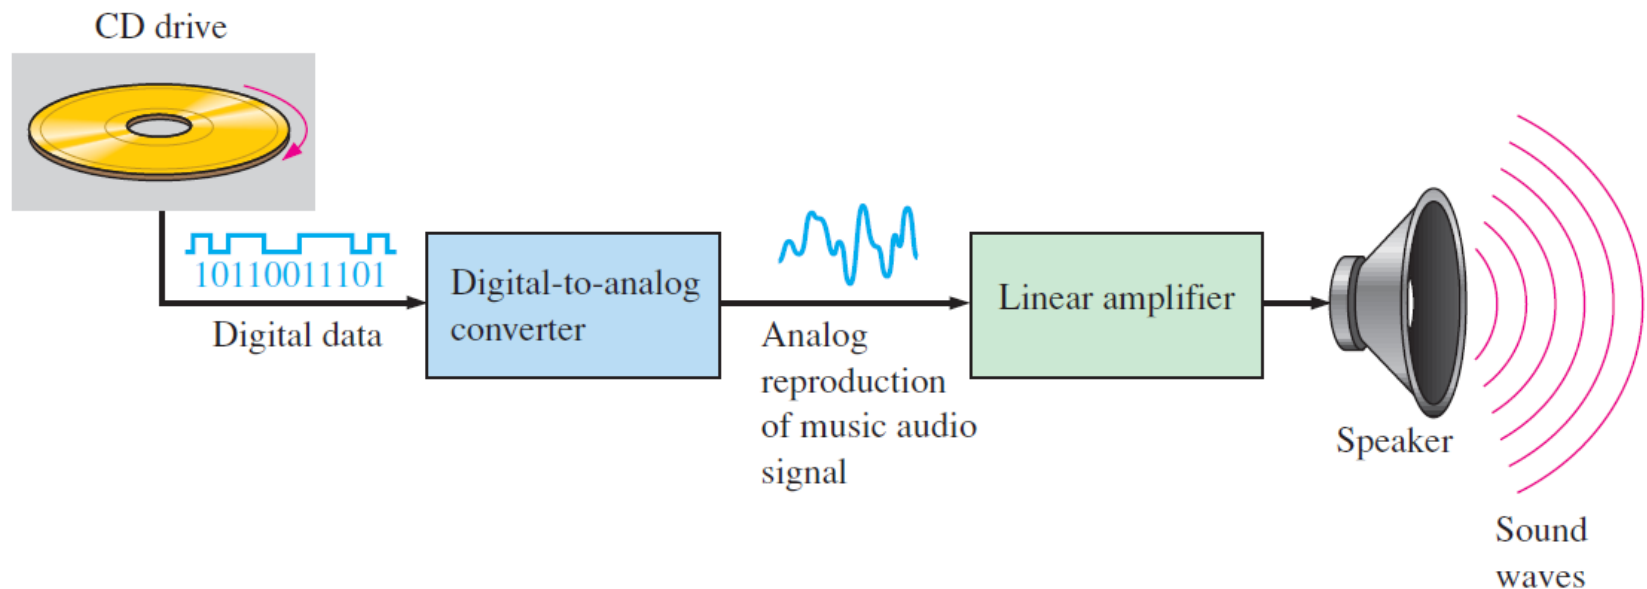 CD drive
10110011101
Digital data
Digital-to-analog
converter
Analog
reproduction
of music audio
signal
Linear amplifier
Speaker
Sound
waves